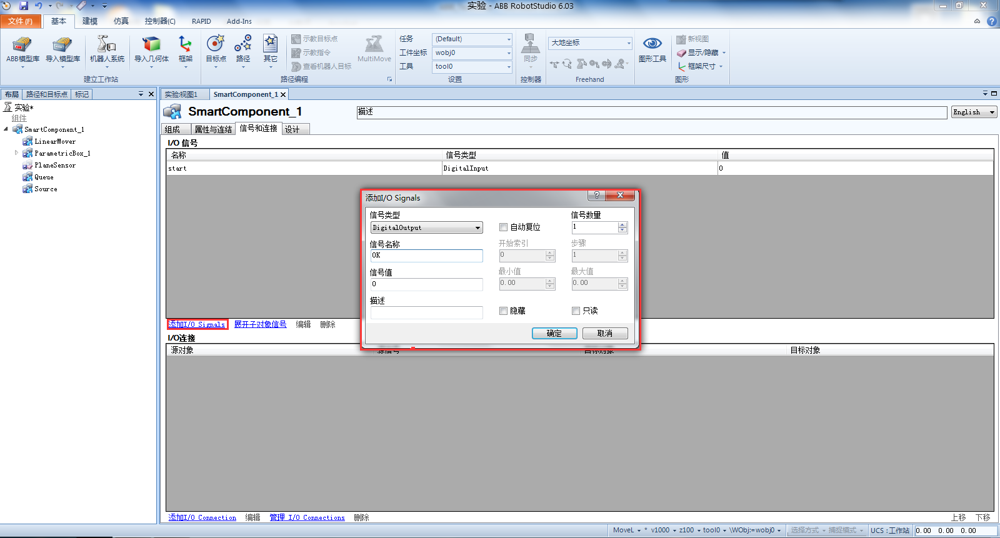 实验 - ABB RobotStudio 6.03
文件(F) 基本 建模 仿真 控制器(C) RAPID Add-Ins
ABB模型库 导入模型库 机器人系统 导入几何体 框架
建立工作站
目标点 路径 其它
示教目标点
示教指令
查看机器人目标
MultiMove
路径编程
任务 (Default)
工件坐标 wobj0
工具 tool0
设置
同步
控制器
大地坐标
Freehand
图形工具
新视图
显示/隐藏
框架尺寸
图形
布局 路径和目标点 标记
实验*
组件
SmartComponent_1
LinearMover
ParametricBox_1
PlaneSensor
Queue
Source
实验:视图1 SmartComponent_1
SmartComponent_1 描述 English
组成 属性与连结 信号和连接 设计
I/O 信号
名称 信号类型 值
start DigitalInput 0
添加I/O Signals
信号类型 信号数量
DigitalOutput 自动复位 1
信号名称 开始索引 步骤
OK 0 1
信号值 最小值 最大值
0 0.00 0.00
描述
隐藏 只读
确定 取消
添加I/O Signals 展开子对象信号 编辑 删除
I/O连接
源对象 源信号 目标对象 目标对象
添加I/O Connection 编辑 管理 I/O Connections 删除 上移 下移
MoveL * v1000 z100 tool0 \WObj:=wobj0 选择方式 捕捉模式 UCS:工作站 0.00 0.00 0.00